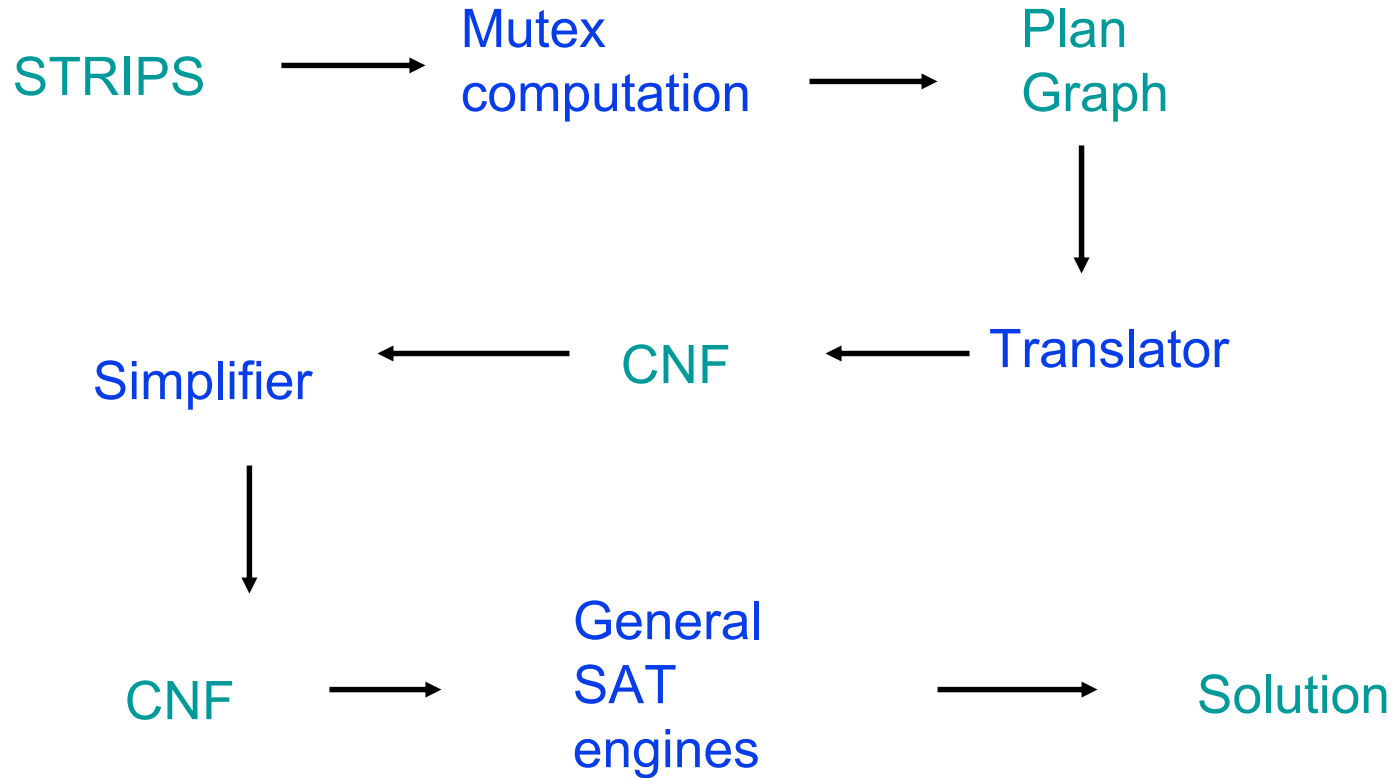 STRIPS
Mutex
computation
Plan
Graph
Translator
CNF
Simplifier
CNF
General
SAT
engines
Solution